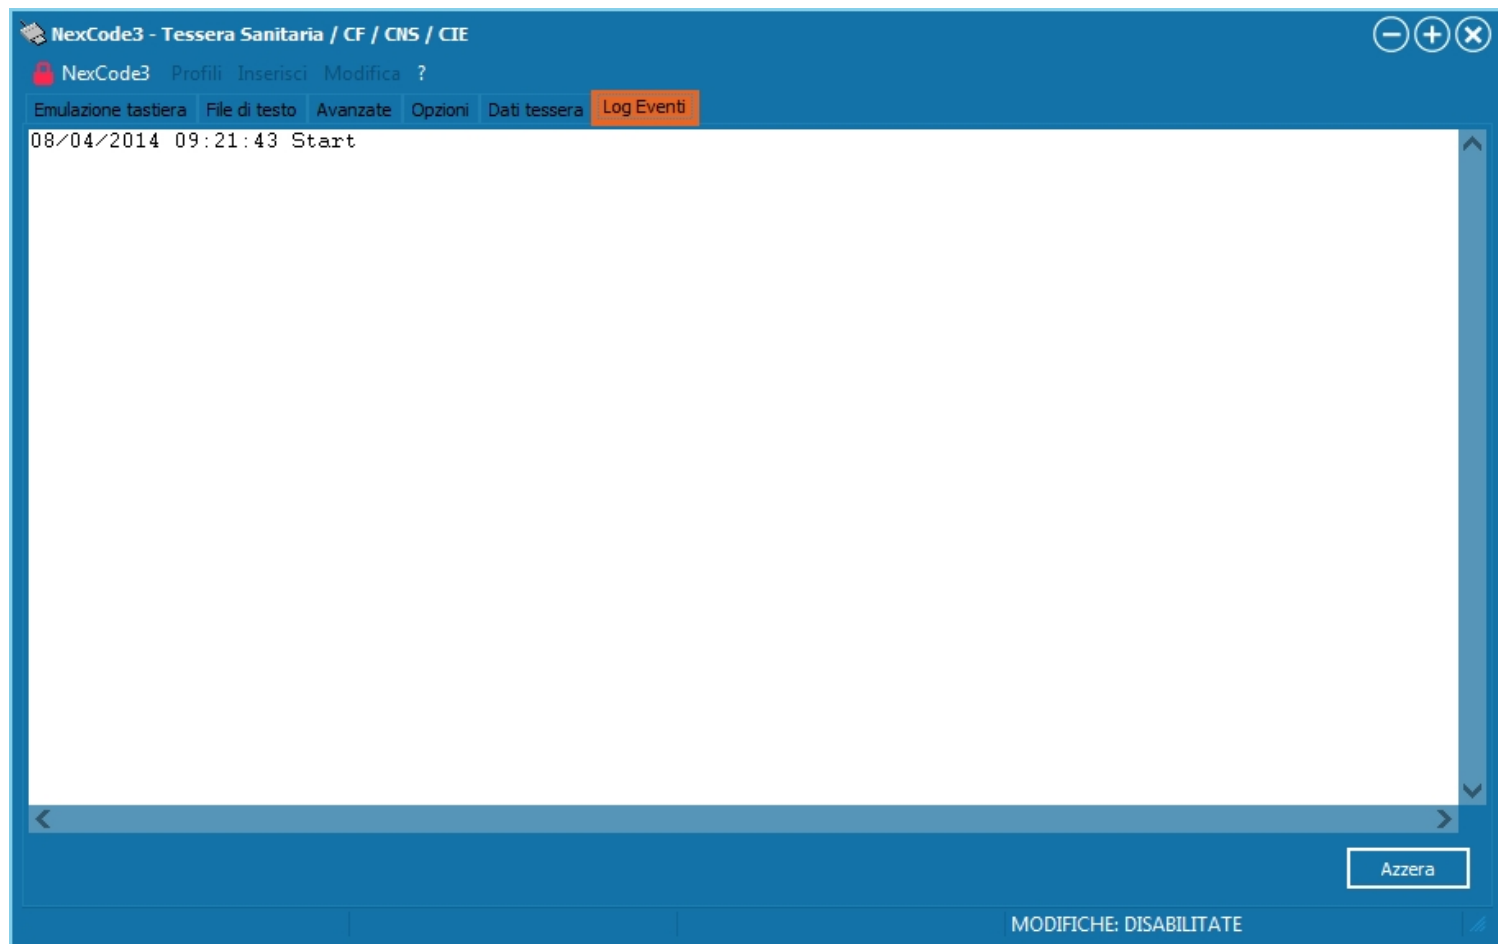 NexCode3 - Tessera Sanitaria / CF / CNS / CIE
NexCode3 Profili Inserisci Modifica ?
Emulazione tastiera File di testo Avanzate Opzioni Dati tessera Log Eventi
08/04/2014 09:21:43 Start
Azzera
MODIFICHE: DISABILITATE